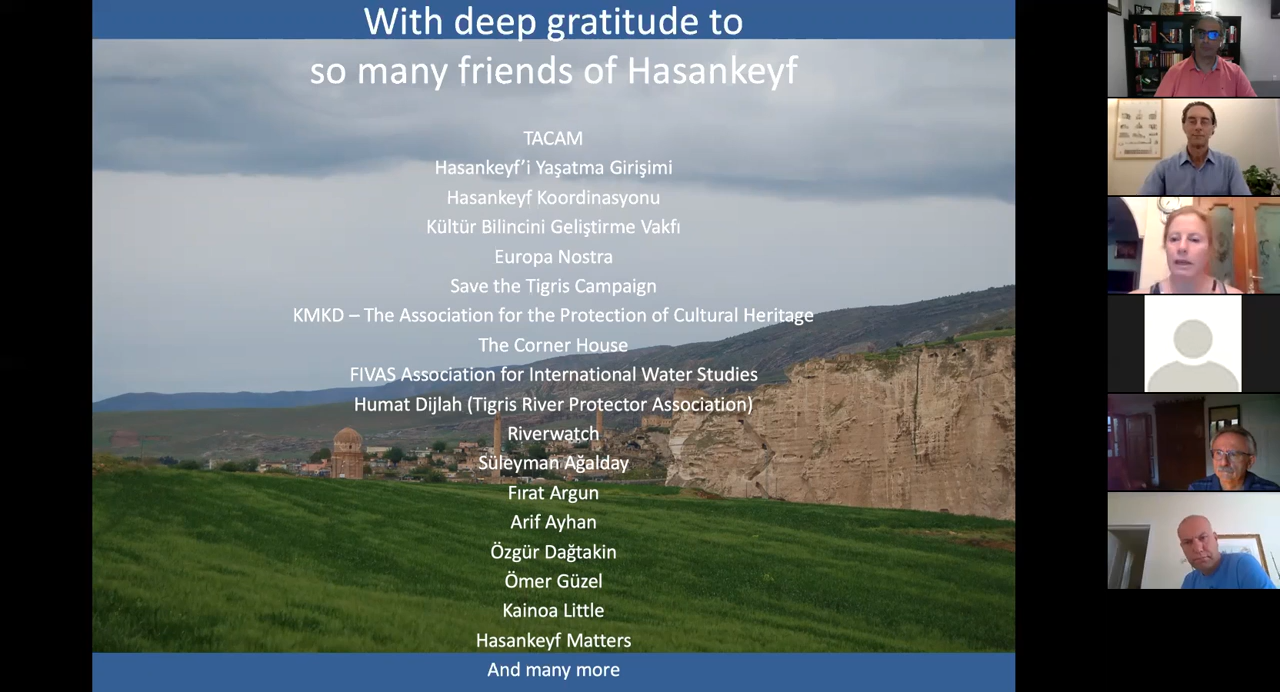 With deep gratitude to
so many friends of Hasankeyf
TACAM
Hasankeyf’i Yaşatma Girişimi
Hasankeyf Koordinasyonu
Kültür Bilincini Geliştirme Vakfı
Europa Nostra
Save the Tigris Campaign
KMKD – The Association for the Protection of Cultural Heritage
The Corner House
FIVAS Association for International Water Studies
Humat Dijlah (Tigris River Protector Association)
Riverwatch
Süleyman Ağalday
Fırat Argun
Arif Ayhan
Özgür Dağtakin
Ömer Güzel
Kainoa Little
Hasankeyf Matters
And many more